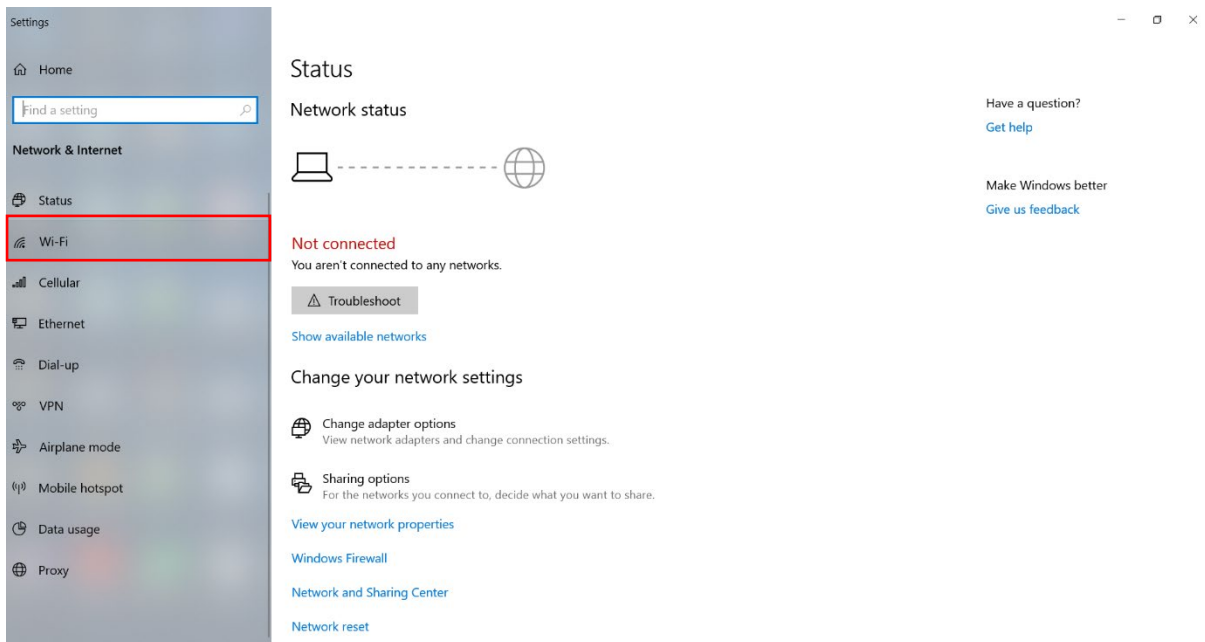 Settings
Home
Find a setting
Network & Internet
Status
Wi-Fi
Cellular
Ethernet
Dial-up
VPN
Airplane mode
Mobile hotspot
Data usage
Proxy
Status
Network status
Not connected
You aren't connected to any networks.
Troubleshoot
Show available networks
Change your network settings
Change adapter options
View network adapters and change connection settings.
Sharing options
For the networks you connect to, decide what you want to share.
View your network properties
Windows Firewall
Network and Sharing Center
Network reset
Have a question?
Get help
Make Windows better
Give us feedback